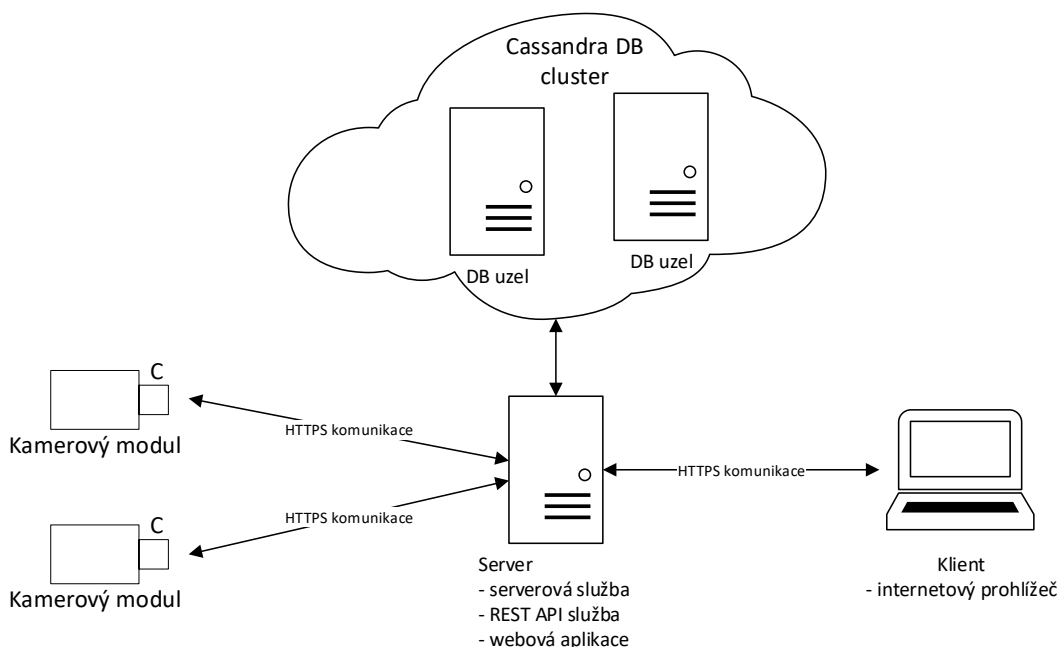 Cassandra DB
cluster
DB uzel
DB uzel
C
Kamerový modul
HTTPS komunikace
HTTPS komunikace
C
Kamerový modul
HTTPS komunikace
Server
- serverová služba
- REST API služba
- webová aplikace
Klient
- internetový prohlížeč